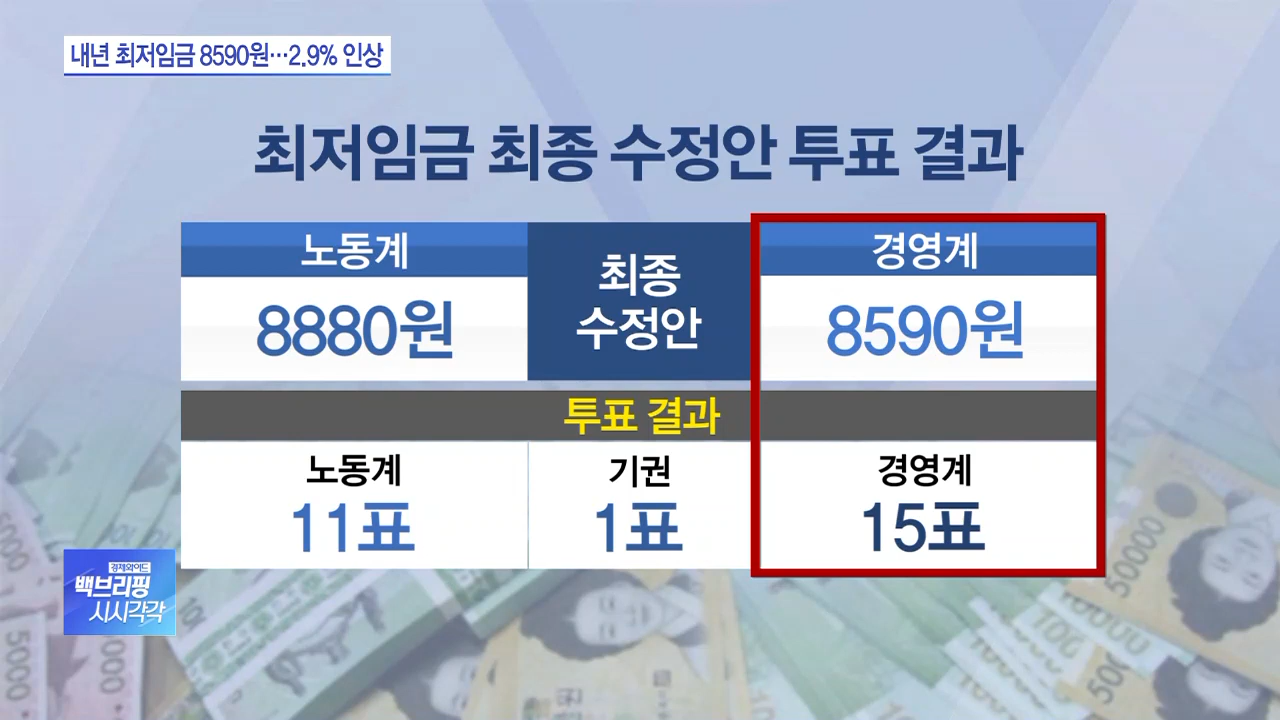 내년 최저임금 8590원…2.9% 인상
최저임금 최종 수정안 투표 결과
노동계
최종
수정안
경영계
8880원
8590원
투표 결과
노동계
기권
경영계
11표
1표
15표
경제와이드
백브리핑
시시각각
5000
5000
50000